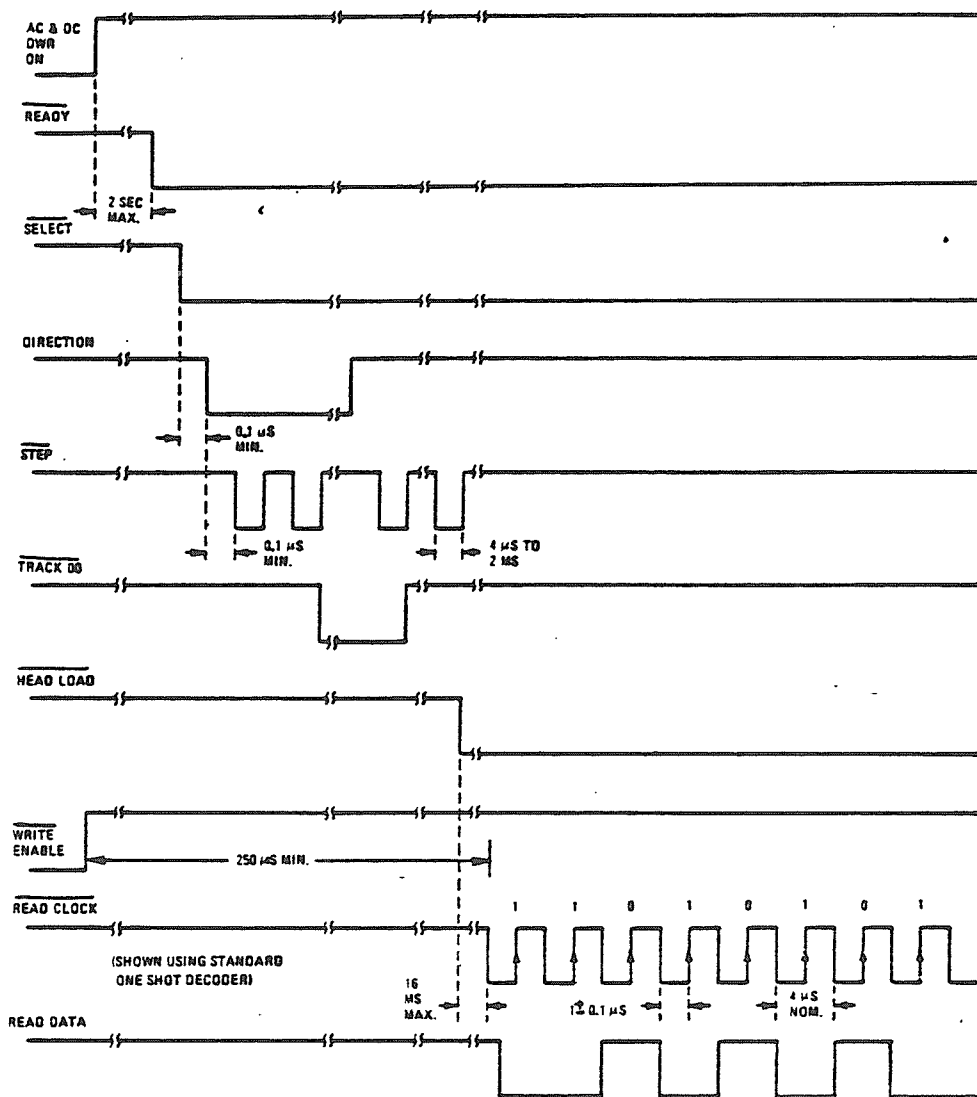 AC & DC
PWR
ON
READY
2 SEC
MAX.
SELECT
DIRECTION
0.1 μS
MIN.
STEP
0.1 μS
MIN.
4 μS TO
2 MS
TRACK 00
HEAD LOAD
WRITE
ENABLE
250 μS MIN.
READ CLOCK
1 1 0 1 0 1 0 1
(SHOWN USING STANDARD
ONE SHOT DECODER)
16
MS
MAX.
1± 0.1 μS
4 μS
NOM.
READ DATA